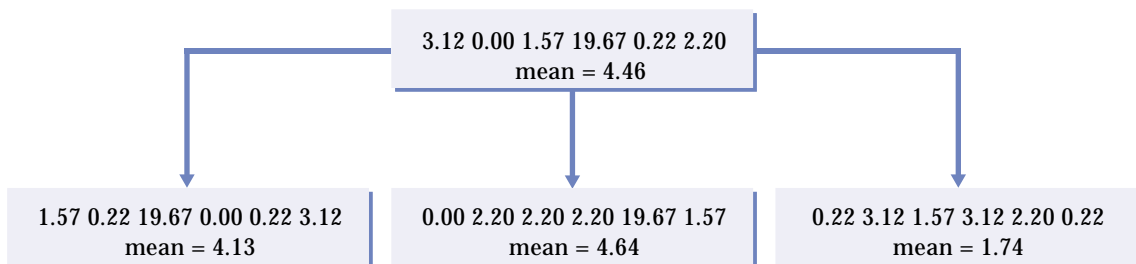 3.12 0.00 1.57 19.67 0.22 2.20
mean = 4.46
1.57 0.22 19.67 0.00 0.22 3.12
mean = 4.13
0.00 2.20 2.20 2.20 19.67 1.57
mean = 4.64
0.22 3.12 1.57 3.12 2.20 0.22
mean = 1.74